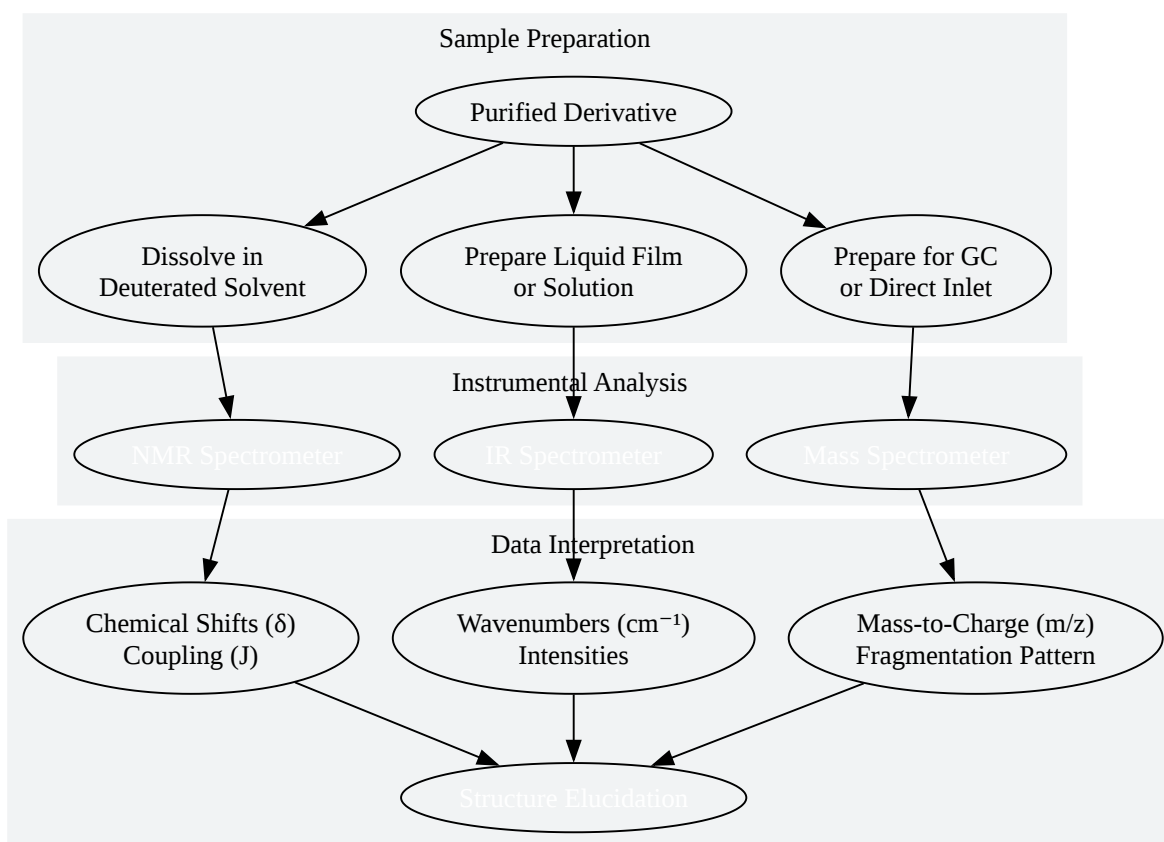 Sample Preparation
Purified Derivative
Dissolve in
Deuterated Solvent
Prepare Liquid Film
or Solution
Prepare for GC
or Direct Inlet
Instrumental Analysis
NMR Spectrometer
IR Spectrometer
Mass Spectrometer
Data Interpretation
Chemical Shifts (δ)
Coupling (J)
Wavenumbers (cm⁻¹)
Intensities
Mass-to-Charge (m/z)
Fragmentation Pattern
Structure Elucidation